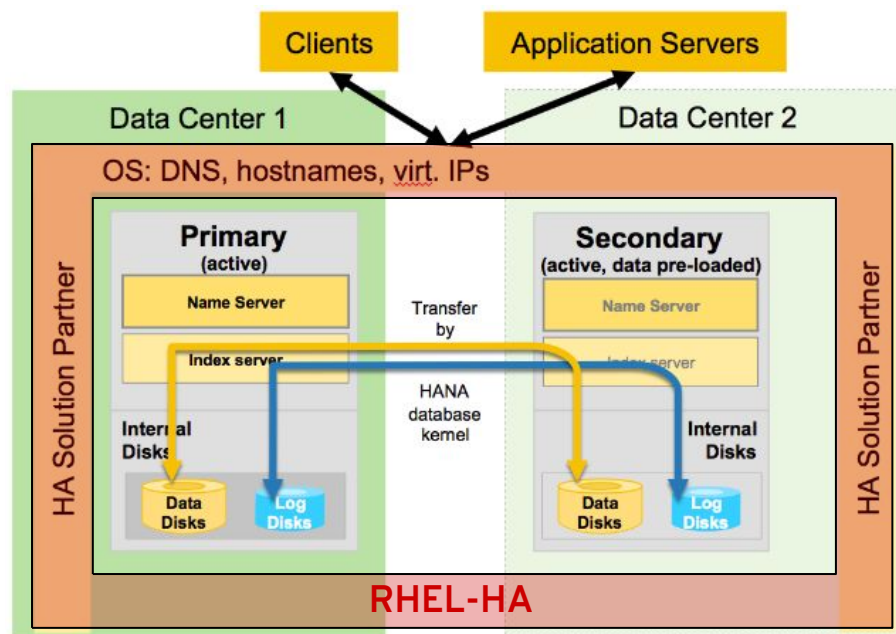 Clients
Application Servers
Data Center 1
Data Center 2
OS: DNS, hostnames, virt. IPs
HA Solution Partner
Primary
(active)
Name Server
Index server
Internal
Disks
Data
Disks
Log
Disks
Transfer
by
HANA
database
kernel
Secondary
(active, data pre-loaded)
Name Server
Index server
Internal
Disks
Data
Disks
Log
Disks
HA Solution Partner
RHEL-HA